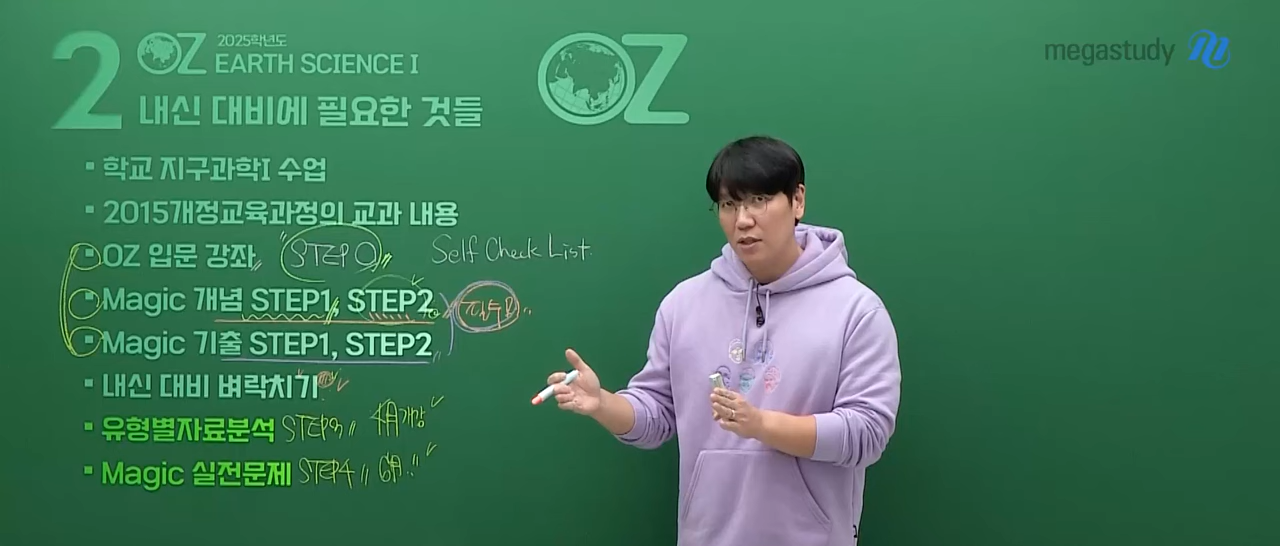 2
OZ 2025학년도
EARTH SCIENCE I
내신 대비에 필요한 것들
OZ
megastudy
▪ 학교 지구과학I 수업
▪ 2015개정교육과정의 교과 내용
▪ OZ 입문 강좌 STEP 0 Self Check List
▪ Magic 개념 STEP1, STEP2
▪ Magic 기출 STEP1, STEP2
▪ 내신 대비 벼락치기
▪ 유형별자료분석 STEP3 개강
▪ Magic 실전문제 STEP4 6月